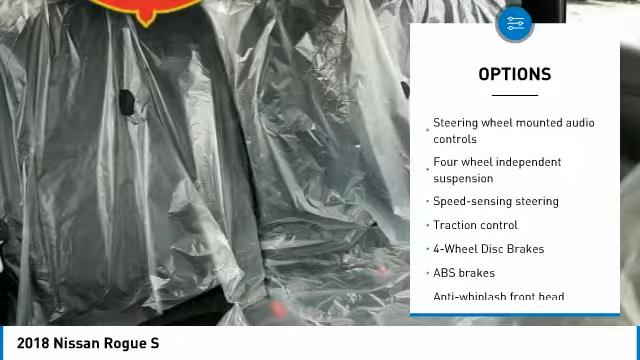 OPTIONS
Steering wheel mounted audio
controls
Four wheel independent
suspension
Speed-sensing steering
Traction control
4-Wheel Disc Brakes
ABS brakes
Anti-whiplash front head
2018 Nissan Rogue S